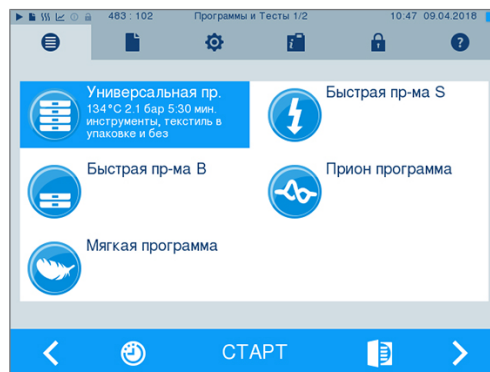 483 : 102 Программы и Тесты 1/2 10:47 09.04.2018
Универсальная пр.
134°C 2.1 бар 5:30 мин.
инструменты, текстиль в
упаковке и без
Быстрая пр-ма S
Быстрая пр-ма B
Прион программа
Мягкая программа
СТАРТ